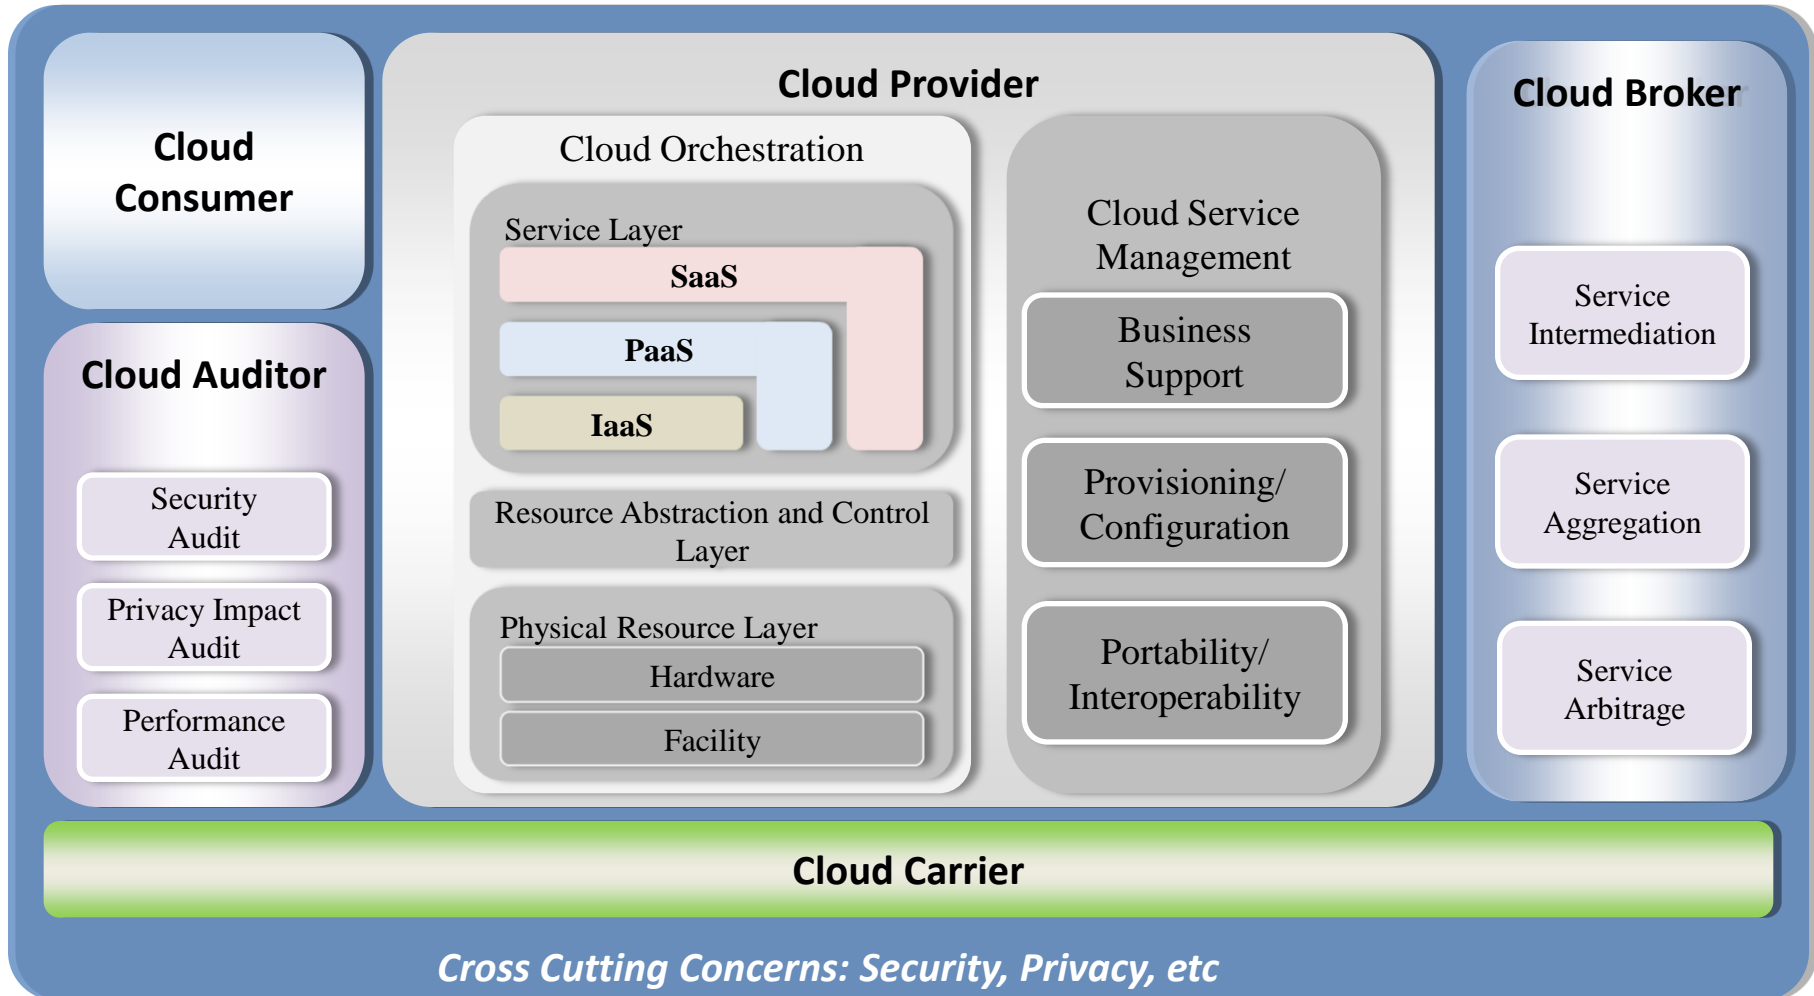 Cloud
Consumer
Cloud Auditor
Security
Audit
Privacy Impact
Audit
Performance
Audit
Cloud Provider
Cloud Orchestration
Service Layer
SaaS
PaaS
IaaS
Resource Abstraction and Control
Layer
Physical Resource Layer
Hardware
Facility
Cloud Service
Management
Business
Support
Provisioning/
Configuration
Portability/
Interoperability
Cloud Broker
Service
Intermediation
Service
Aggregation
Service
Arbitrage
Cloud Carrier
Cross Cutting Concerns: Security, Privacy, etc